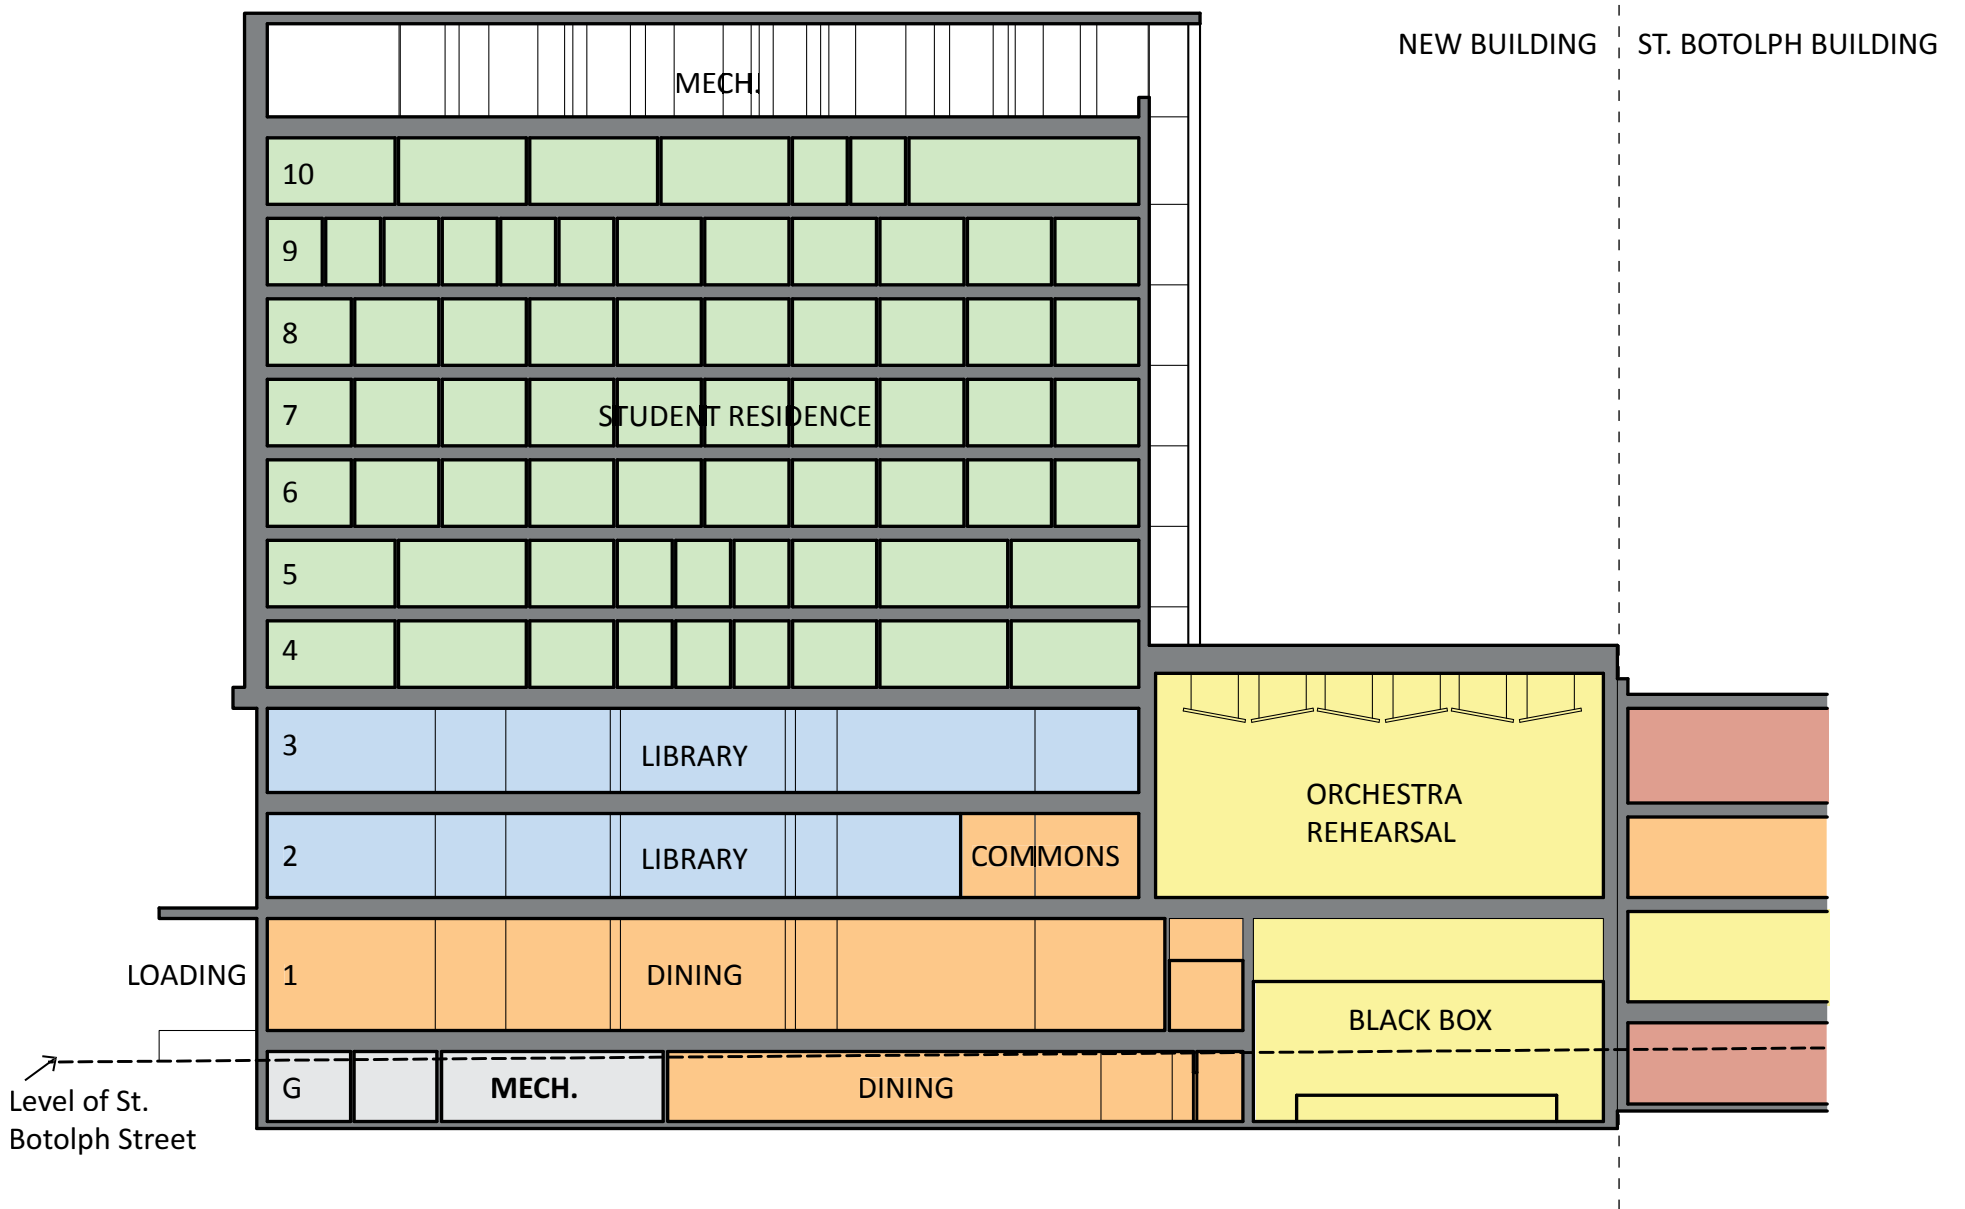 NEW BUILDING
ST. BOTOLPH BUILDING
MECH.
10
9
8
7
STUDENT RESIDENCE
6
5
4
3
LIBRARY
ORCHESTRA
REHEARSAL
2
LIBRARY
COMMONS
LOADING
1
DINING
BLACK BOX
G
MECH.
DINING
Level of St.
Botolph Street